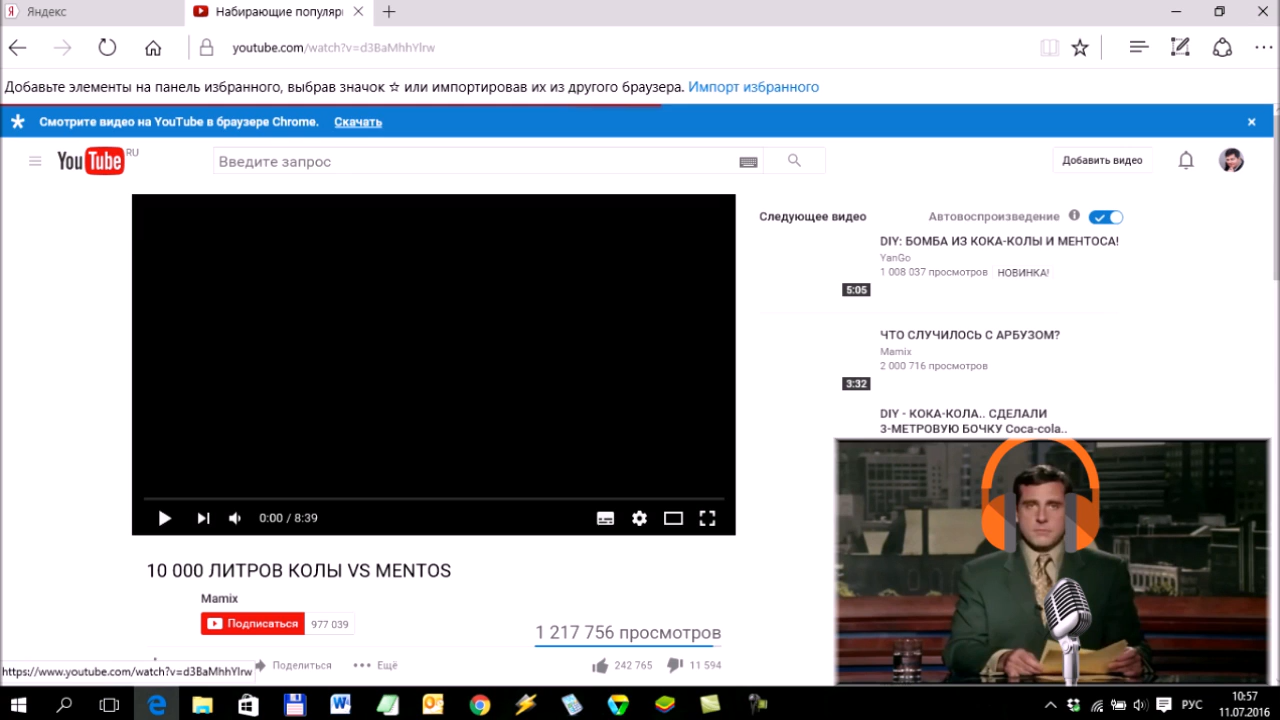 Яндекс
Набирающие популяр
youtube.com/watch?v=d3BaMhhYlrw
Добавьте элементы на панель избранного, выбрав значок ☆ или импортировав их из другого браузера. Импорт избранного
Смотрите видео на YouTube в браузере Chrome. Скачать
YouTube RU
Введите запрос
Добавить видео
Следующее видео
Автовоспроизведение
DIY: БОМБА ИЗ КОКА-КОЛЫ И МЕНТОСА!
YanGo
1 008 037 просмотров НОВИНКА!
5:05
ЧТО СЛУЧИЛОСЬ С АРБУЗОМ?
Mamix
2 000 716 просмотров
3:32
DIY - КОКА-КОЛА.. СДЕЛАЛИ
3-МЕТРОВУЮ БОЧКУ Coca-cola..
0:00 / 8:39
10 000 ЛИТРОВ КОЛЫ VS MENTOS
Mamix
Подписаться 977 039
1 217 756 просмотров
Поделиться
Ещё
242 765
11 594
https://www.youtube.com/watch?v=d3BaMhhYlrw
РУС
10:57
11.07.2016